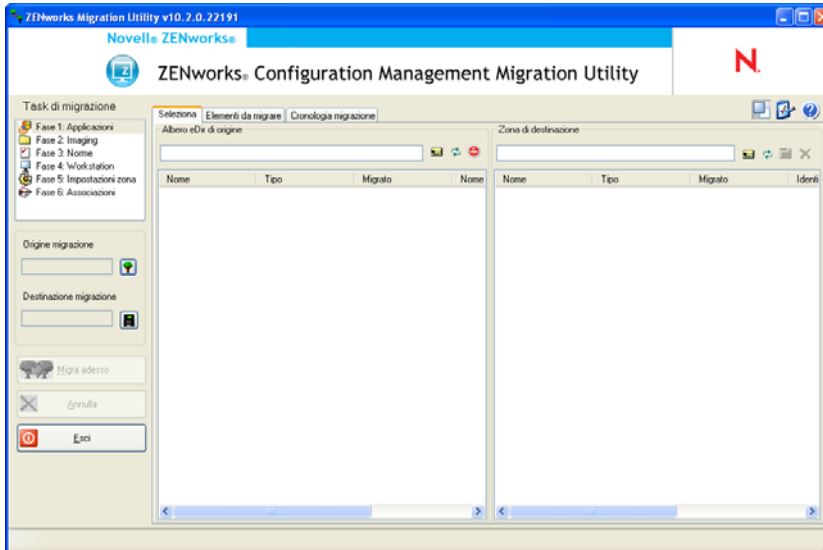 ZENworks Migration Utility v10.2.0.22191
Novell® ZENworks®
ZENworks® Configuration Management Migration Utility
N.
Task di migrazione
Fase 1: Applicazioni
Fase 2: Imaging
Fase 3: Norme
Fase 4: Workstation
Fase 5: Impostazioni zona
Fase 6: Associazioni
Origine migrazione
Destinazione migrazione
Migra adesso
Annulla
Esci
Seleziona Elementi da migrare Cronologia migrazione
Albero eDir di origine
Nome Tipo Migrato Nome
Zona di destinazione
Nome Tipo Migrato Identi